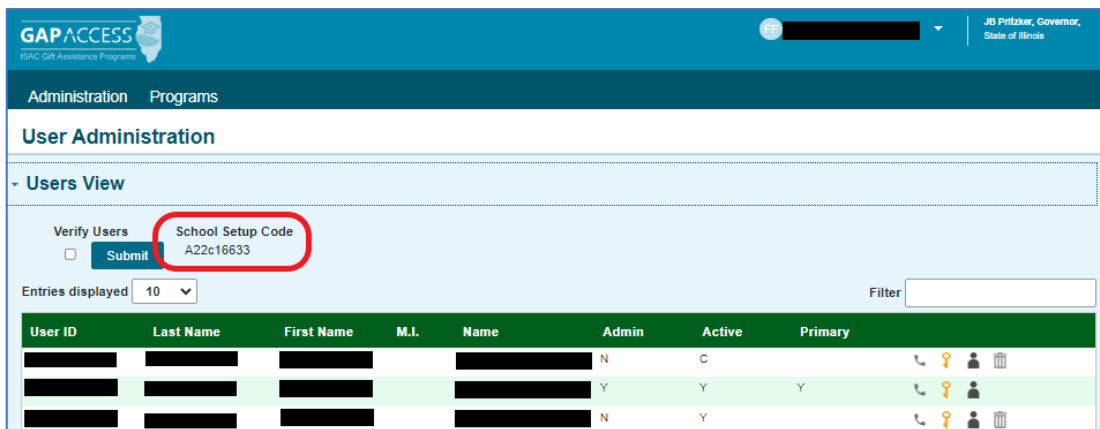 GAPACCESS
ISAC Gift Assistance Programs
FF
JB Pritzker, Governor,
State of Illinois
Administration Programs
User Administration
Users View
Verify Users School Setup Code
Submit A22c16633
Entries displayed 10 Filter
User ID Last Name First Name M.I. Name Admin Active Primary
N C
Y Y Y
N Y